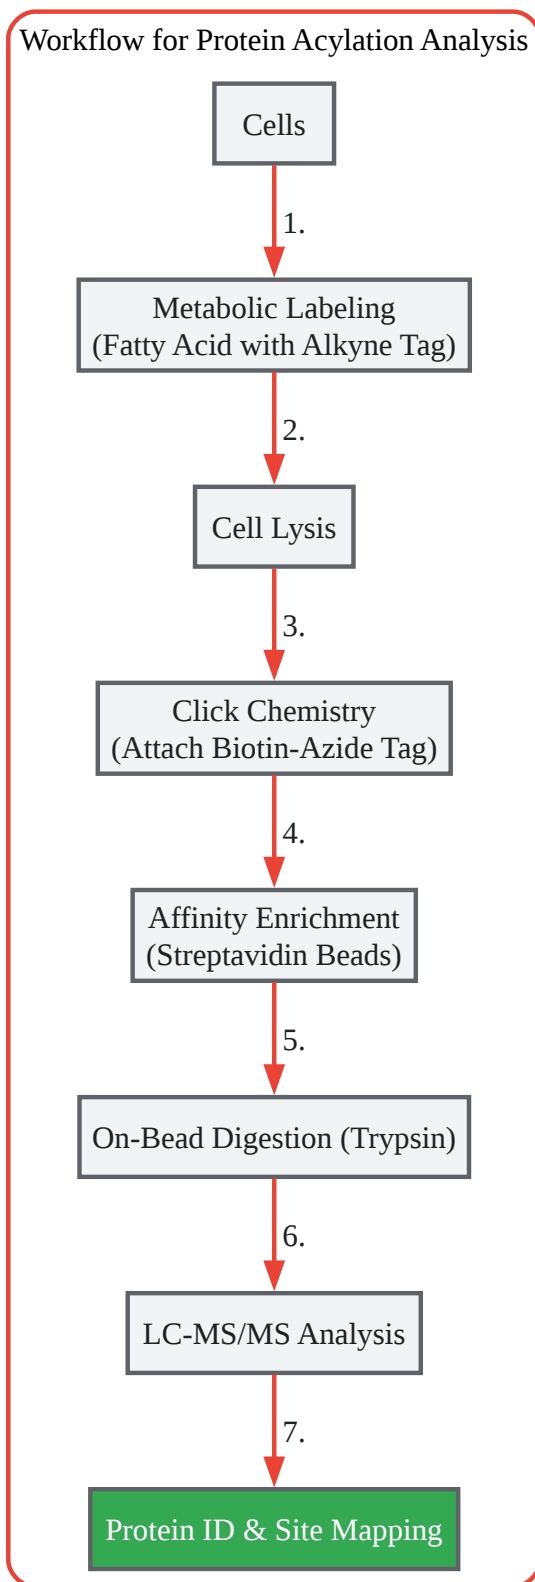 Workflow for Protein Acylation Analysis
Cells
1.
Metabolic Labeling
(Fatty Acid with Alkyne Tag)
2.
Cell Lysis
3.
Click Chemistry
(Attach Biotin-Azide Tag)
4.
Affinity Enrichment
(Streptavidin Beads)
5.
On-Bead Digestion (Trypsin)
6.
LC-MS/MS Analysis
7.
Protein ID & Site Mapping